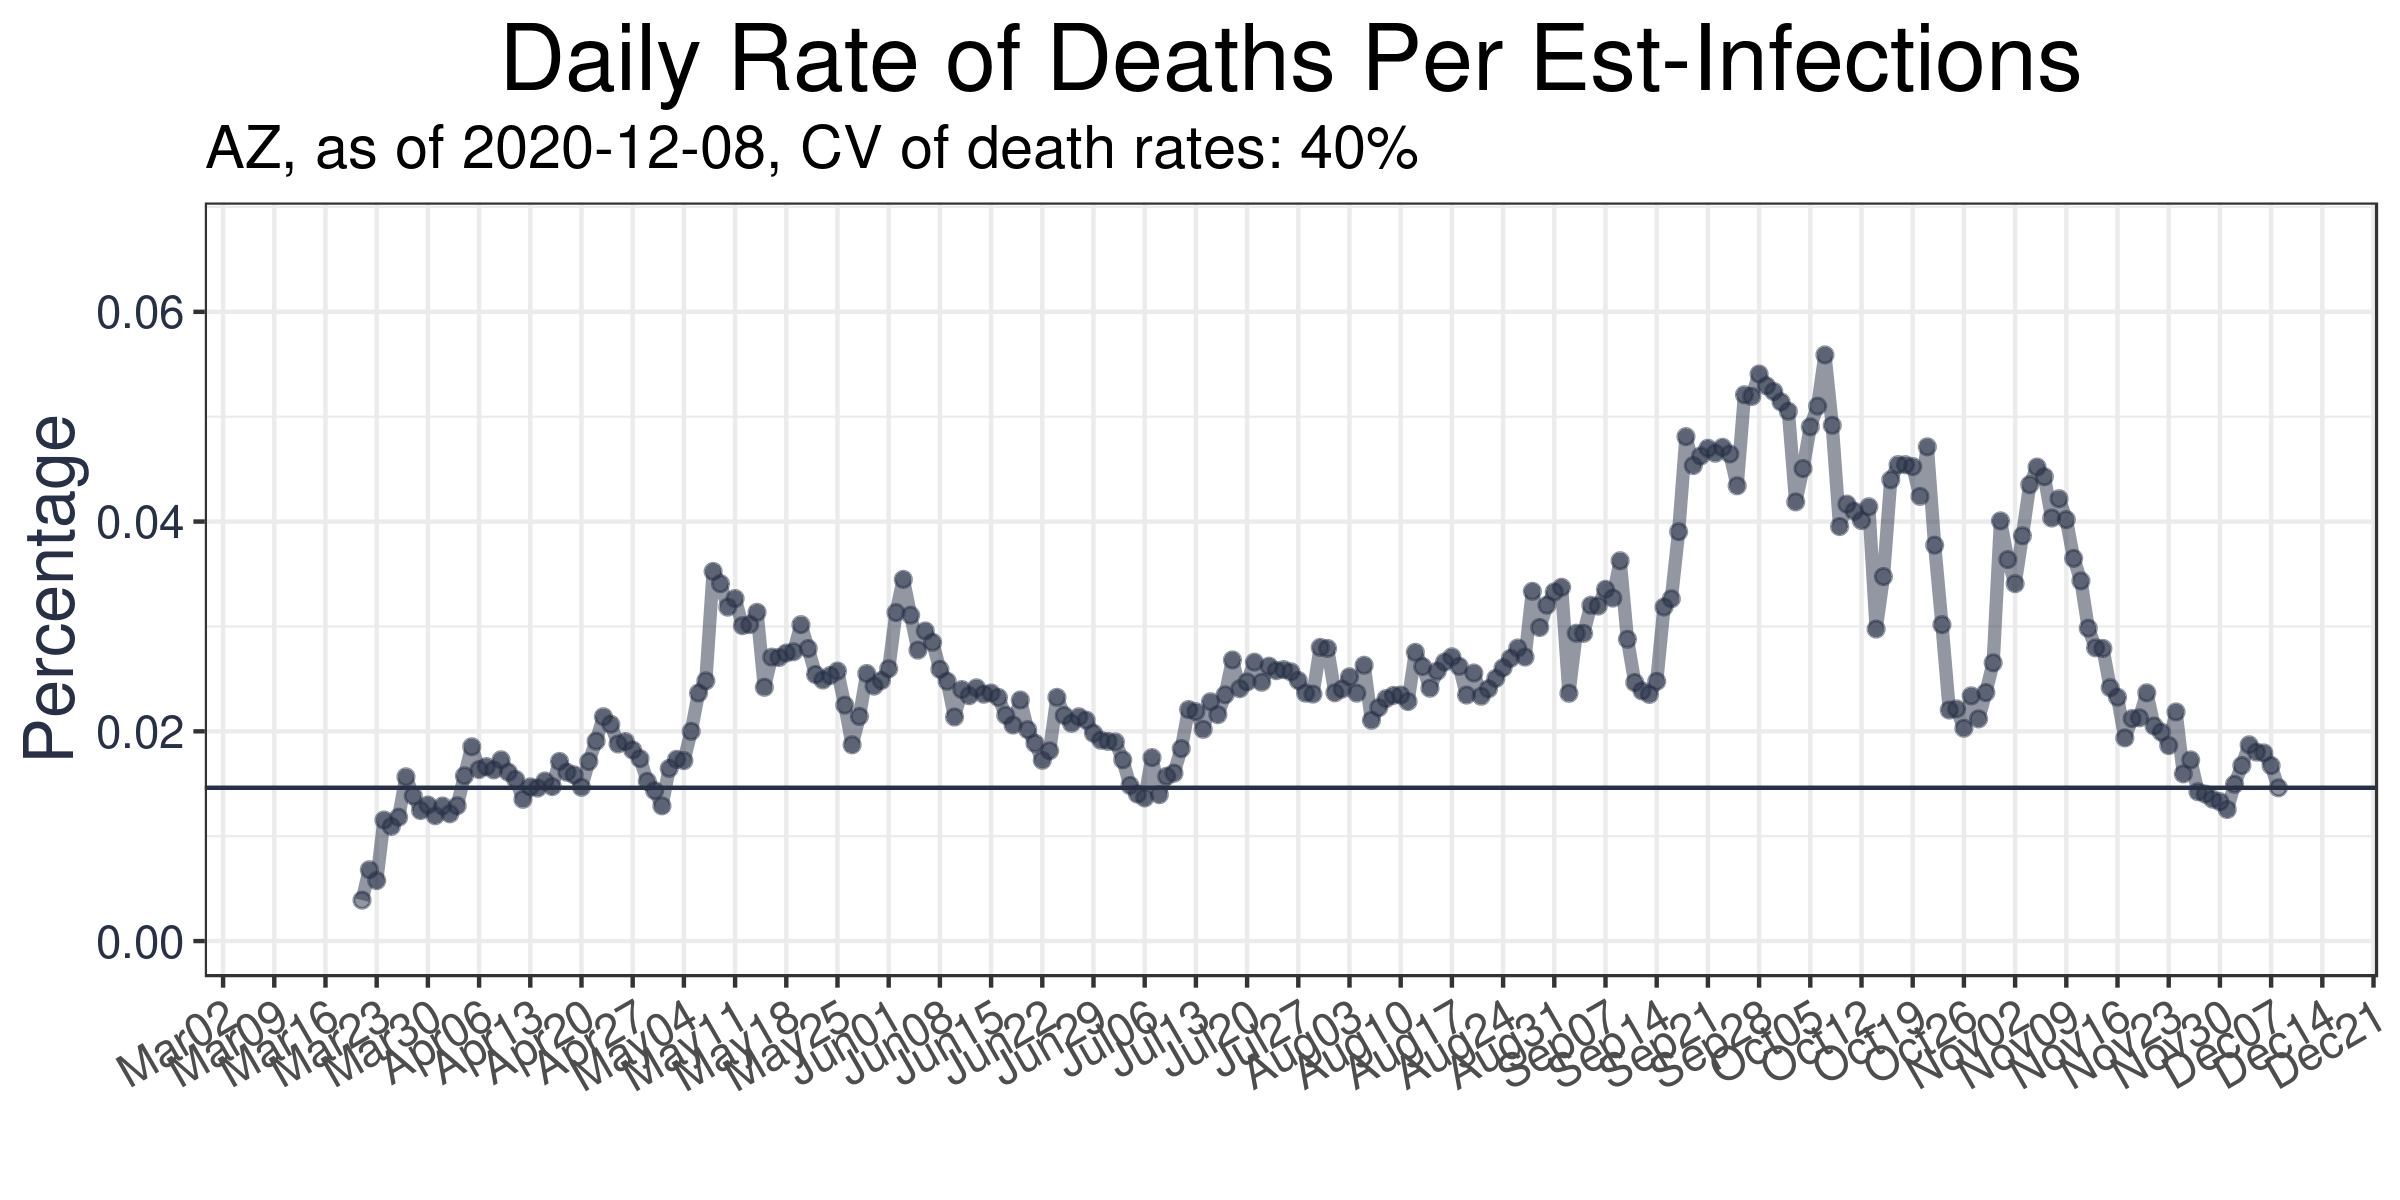 Daily Rate of Deaths Per Est-Infections
AZ, as of 2020-12-08, CV of death rates: 40%
Percentage
0.06
0.04
0.02
0.00
Mar02
Mar09
Mar16
Mar23
Mar30
Apr06
Apr13
Apr20
Apr27
May04
May11
May18
May25
Jun01
Jun08
Jun15
Jun22
Jun29
Jul06
Jul13
Jul20
Jul27
Aug03
Aug10
Aug17
Aug24
Aug31
Sep07
Sep14
Sep21
Sep28
Oct05
Oct12
Oct19
Oct26
Nov02
Nov09
Nov16
Nov23
Nov30
Dec07
Dec14
Dec21